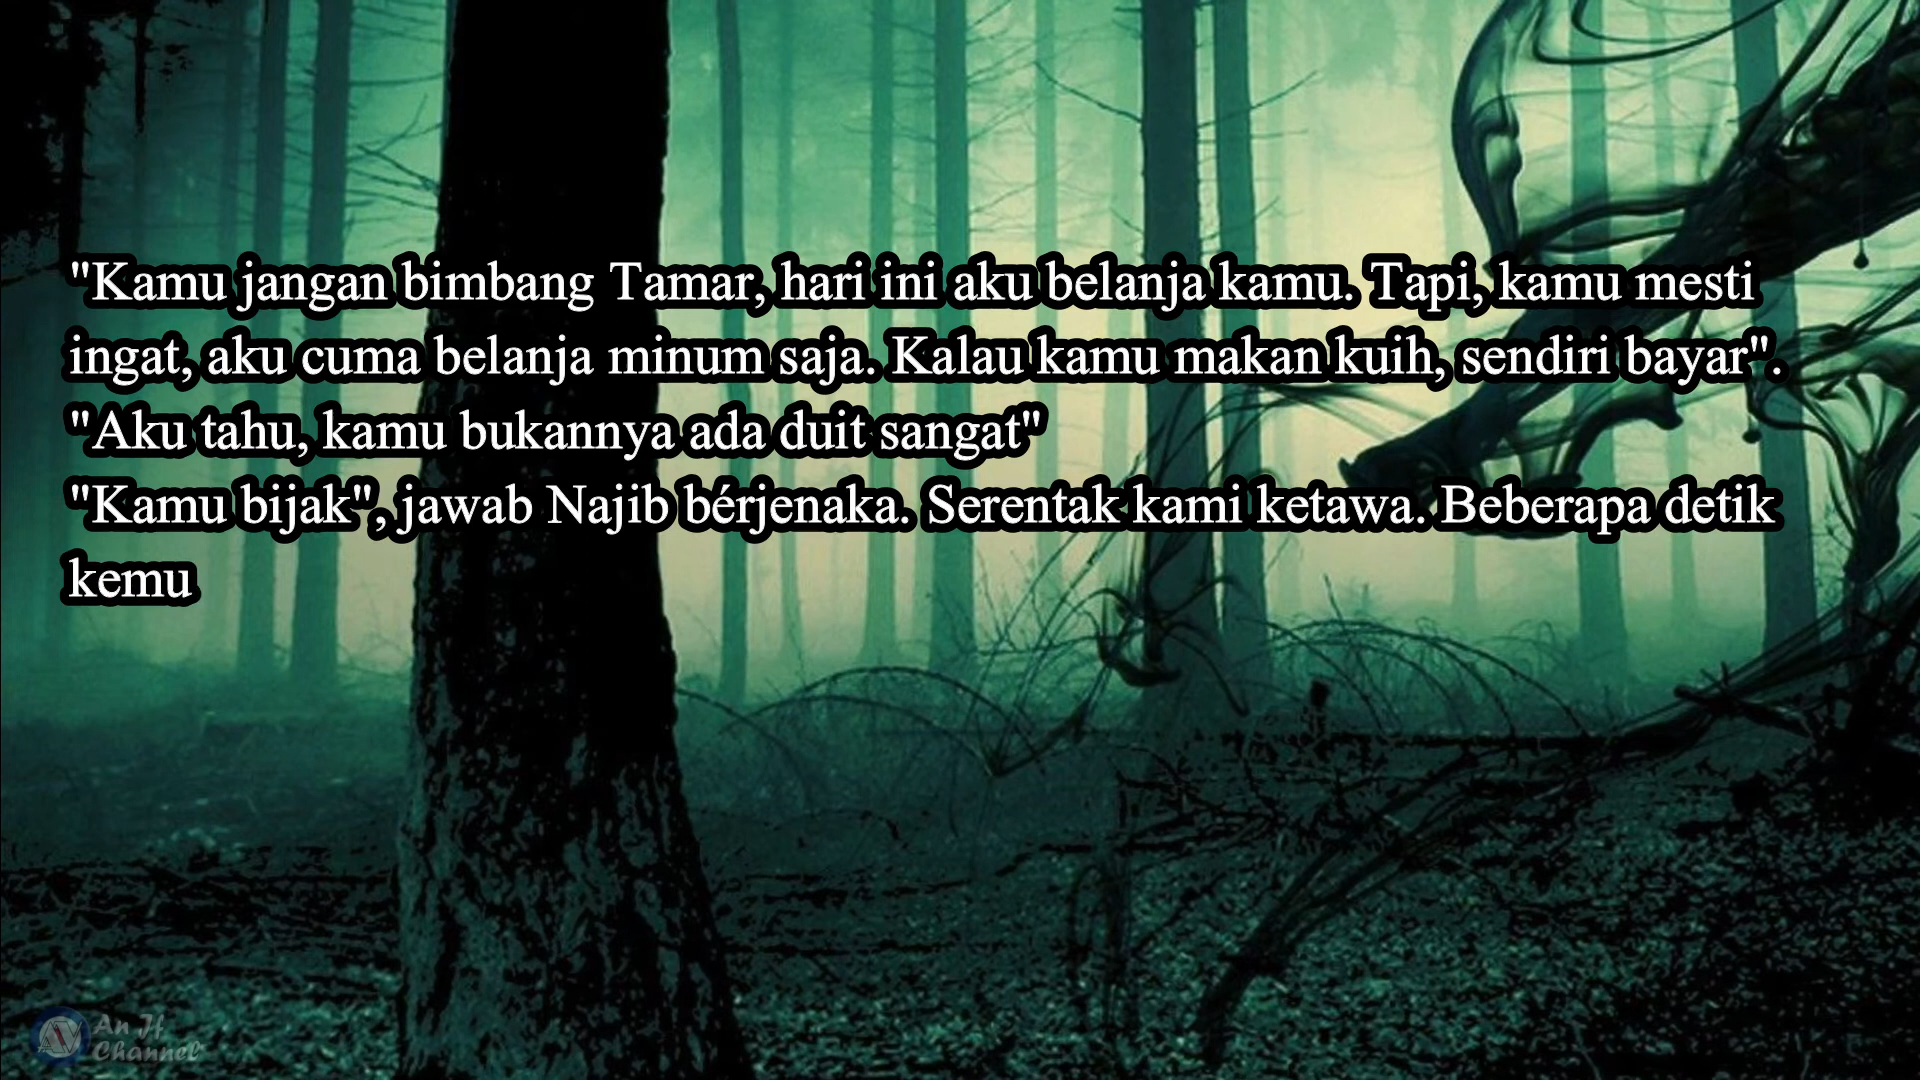 "Kamu jangan bimbang Tamar, hari ini aku belanja kamu. Tapi, kamu mesti
ingat, aku cuma belanja minum saja. Kalau kamu makan kuih, sendiri bayar".
"Aku tahu, kamu bukannya ada duit sangat"
"Kamu bijak", jawab Najib bérjenaka. Serentak kami ketawa. Beberapa detik
kemu
An Jf
Channel